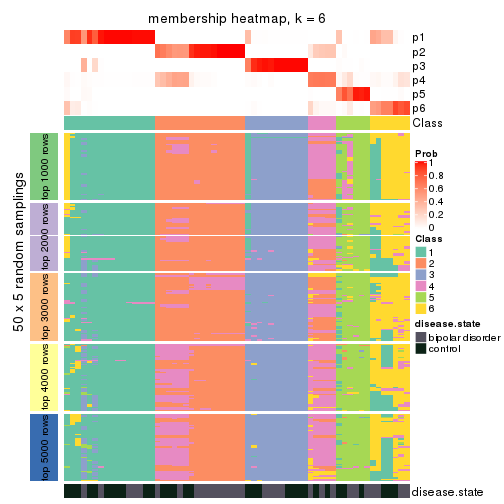 membership heatmap, k = 6
p1
p2
p3
p4
p5
p6
Class
50 x 5 random samplings
top 1000 rows
top 2000 rows
top 3000 rows
top 4000 rows
top 5000 rows
Prob
1
0.8
0.6
0.4
0.2
0
Class
1
2
3
4
5
6
disease.state
bipolar disorder
control
disease.state